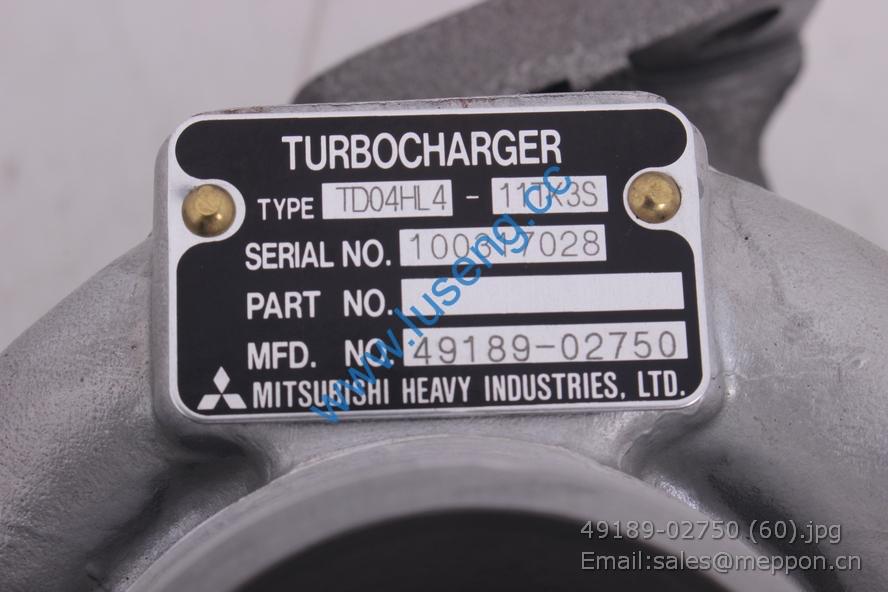 TURBOCHARGER
TYPE TD04HL4 -
SERIAL NO.
PART NO.
MFD. NO. 49189-02750
MITSUBISHI HEAVY INDUSTRIES, LTD.
www.luseng.cc
49189-02750 (60).jpg
Email:sales@meppon.cn